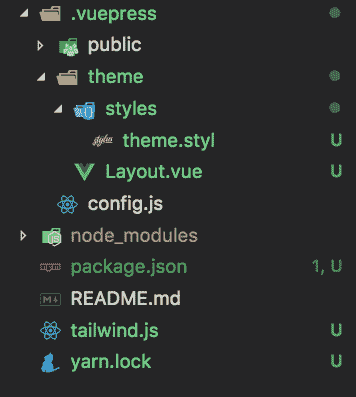 .vuepress
public
theme
styles
theme.styl
U
Layout.vue
U
config.js
node_modules
package.json
1, U
README.md
tailwind.js
U
yarn.lock
U